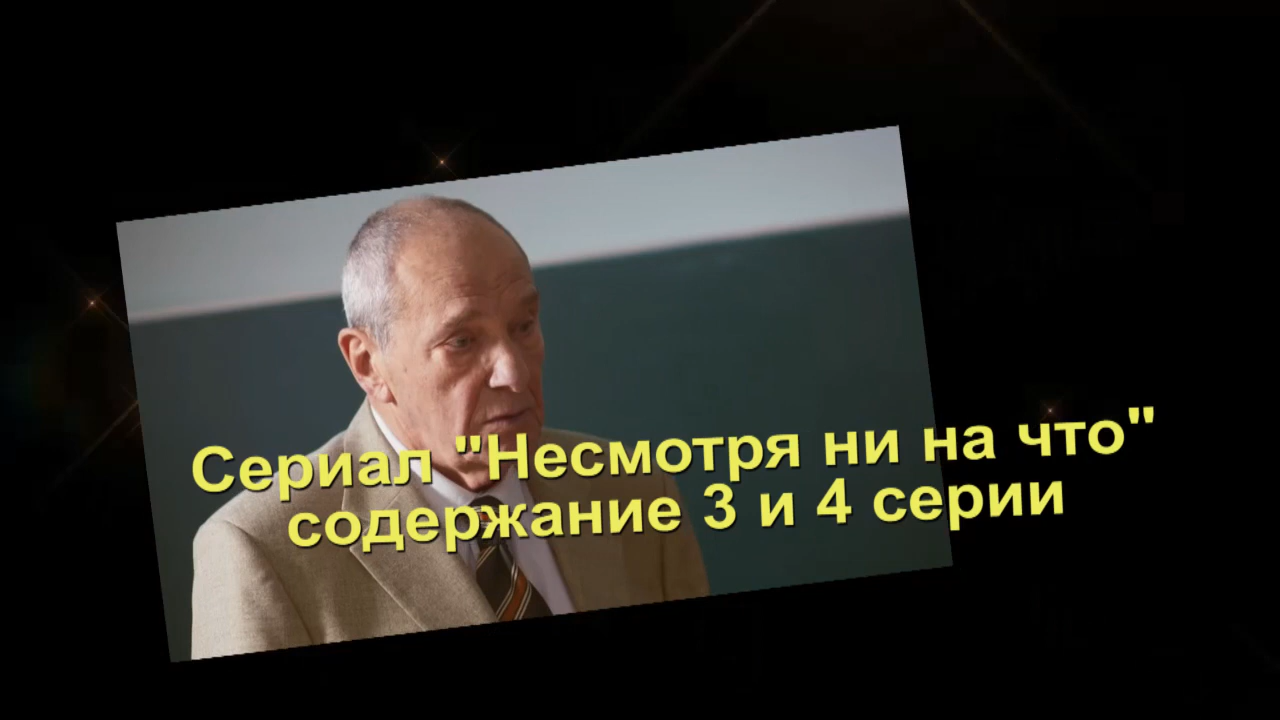 Сериал "Несмотря ни на что"
содержание 3 и 4 серии